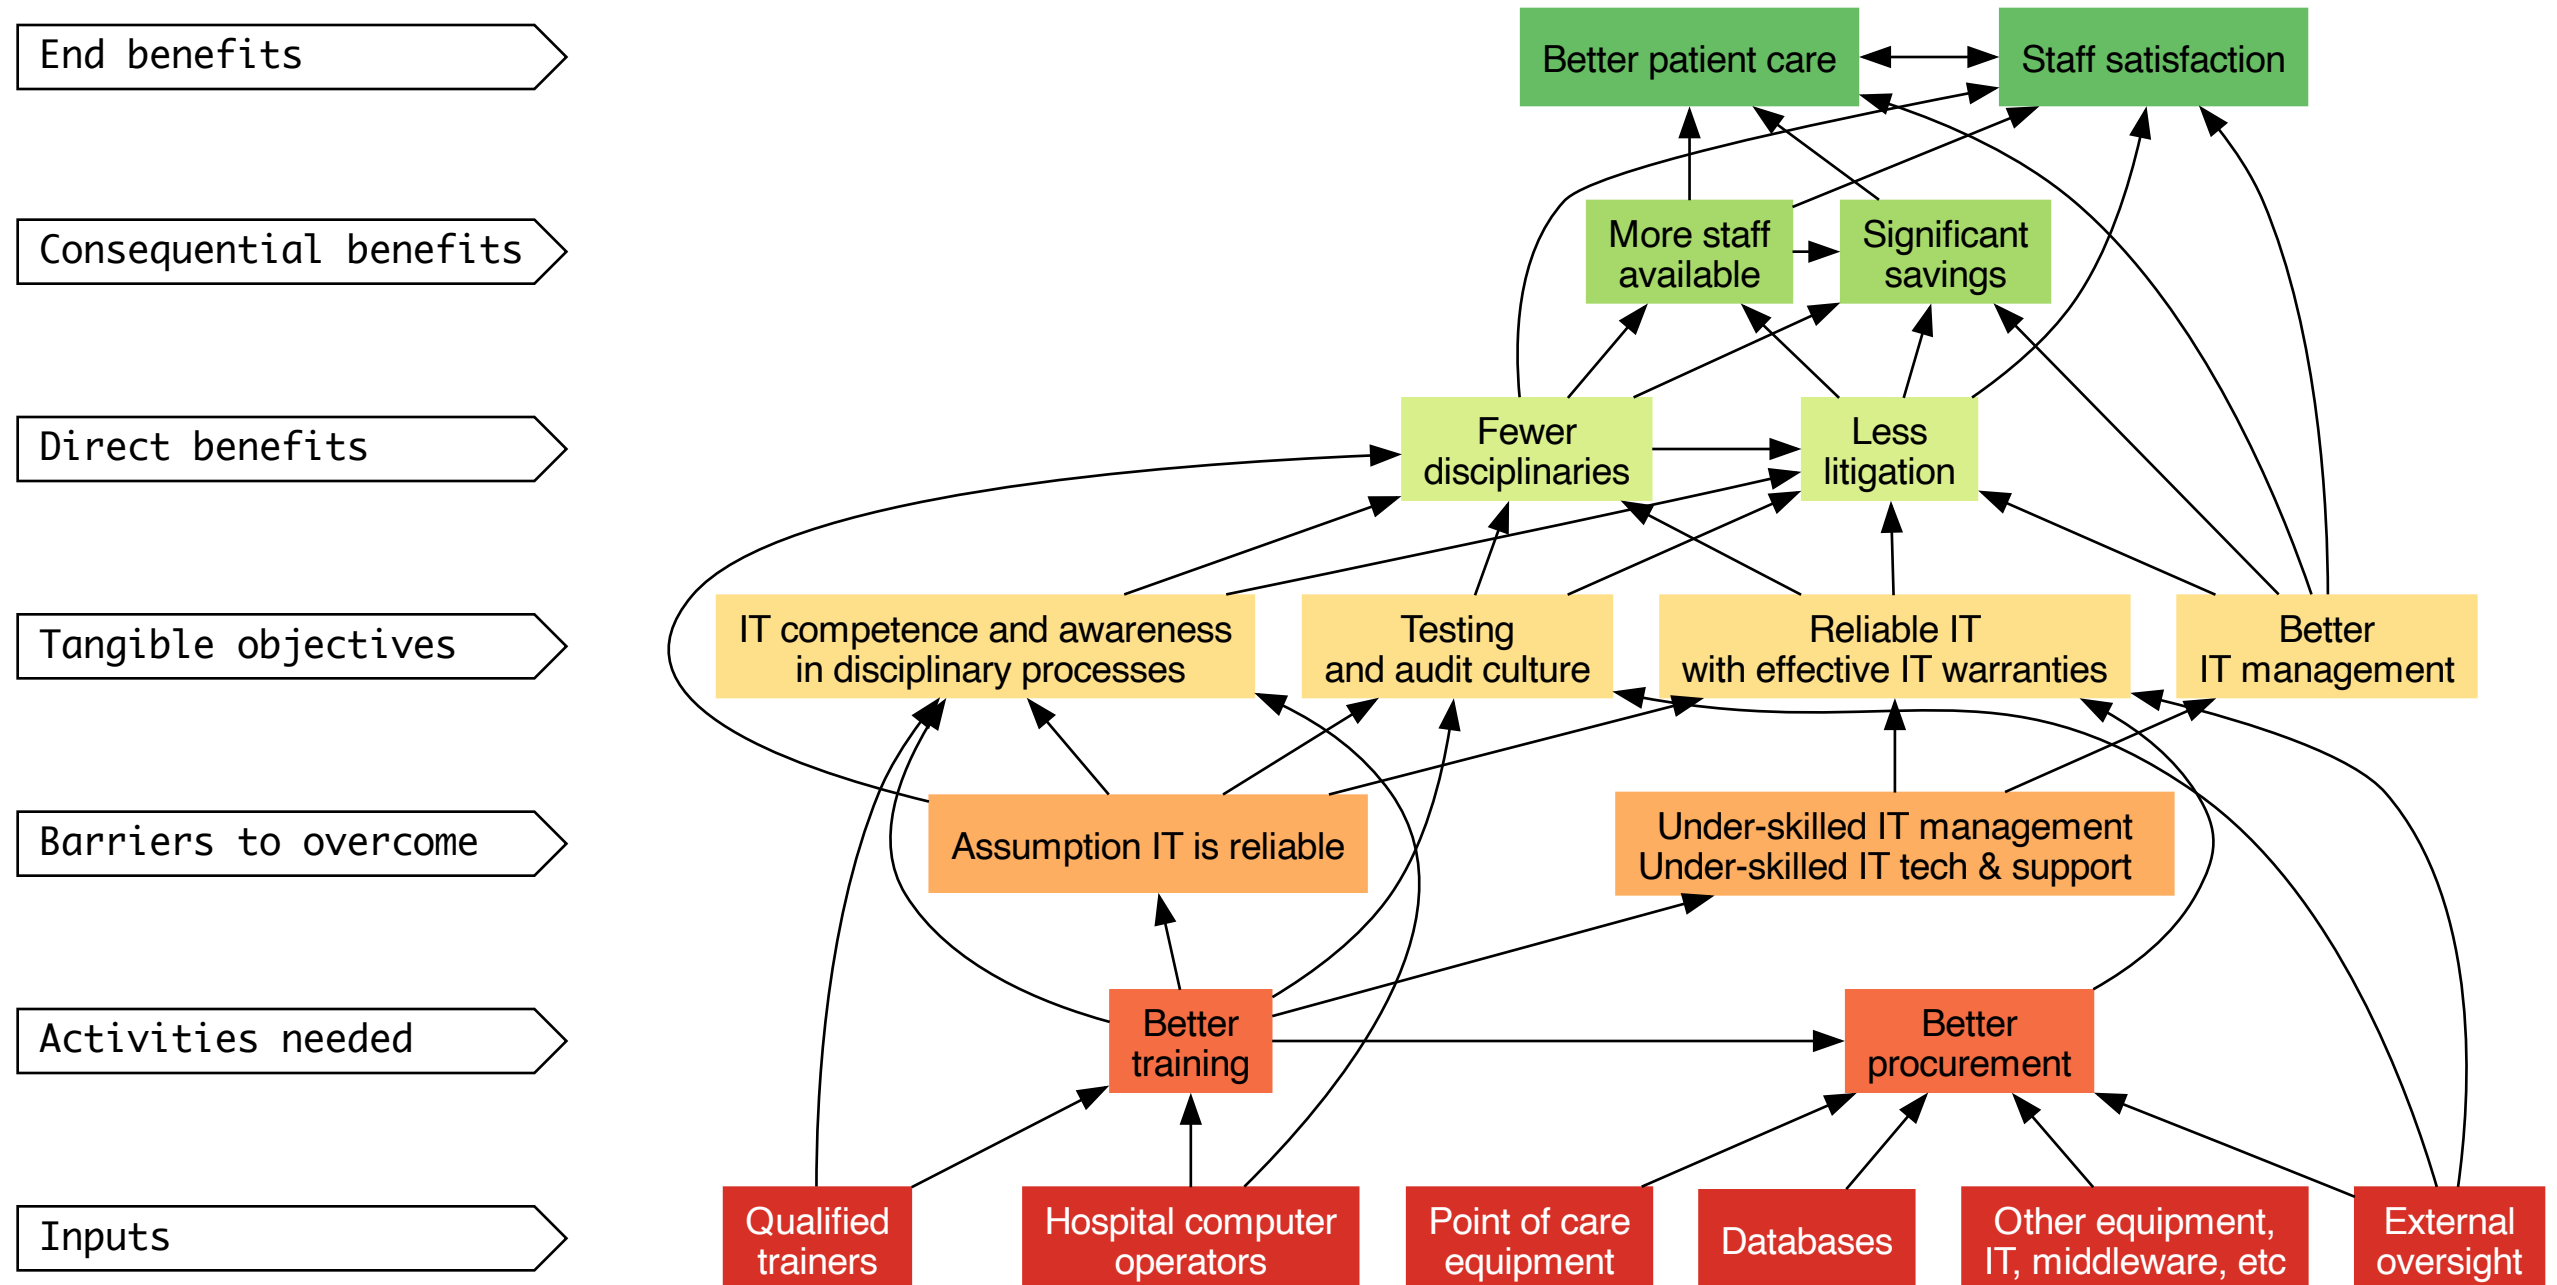 End benefits
Better patient care
Staff satisfaction
Consequential benefits
More staff
available
Significant
savings
Direct benefits
Fewer
disciplinaries
Less
litigation
Tangible objectives
IT competence and awareness
in disciplinary processes
Testing
and audit culture
Reliable IT
with effective IT warranties
Better
IT management
Barriers to overcome
Assumption IT is reliable
Under-skilled IT management
Under-skilled IT tech & support
Activities needed
Better
training
Better
procurement
Inputs
Qualified
trainers
Hospital computer
operators
Point of care
equipment
Databases
Other equipment,
IT, middleware, etc
External
oversight